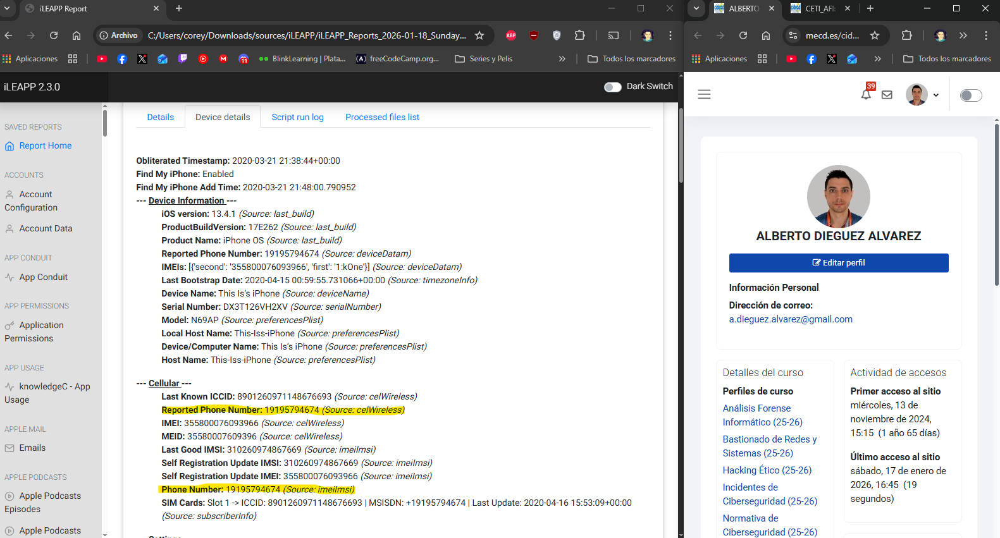 iLEAPP Report
ALBERTO
CETI_AFI
Archivo
C:/Users/corey/Downloads/sources/iLEAPP/iLEAPP_Reports_2026-01-18_Sunday...
ABP
mecd.es/cid...
Aplicaciones
11
BlinkLearning | Plata...
freeCodeCamp.org...
Series y Pelis
Todos los marcadores
Aplicaciones
Todos los marcadores
iLEAPP 2.3.0
Dark Switch
SAVED REPORTS
Report Home
ACCOUNTS
Account
Configuration
Account Data
APP CONDUIT
App Conduit
APP PERMISSIONS
Application
Permissions
APP USAGE
knowledgeC - App
Usage
APPLE MAIL
Emails
APPLE PODCASTS
Apple Podcasts
Episodes
Apple Podcasts
Details
Device details
Script run log
Processed files list
Obliterated Timestamp: 2020-03-21 21:38:44+00:00
Find My iPhone: Enabled
Find My iPhone Add Time: 2020-03-21 21:48:00.790952
--- Device Information ---
iOS version: 13.4.1 (Source: last_build)
ProductBuildVersion: 17E262 (Source: last_build)
Product Name: iPhone OS (Source: last_build)
Reported Phone Number: 19195794674 (Source: deviceDatam)
IMEIs: [{'second': '355800076093966', 'first': '1:kOne'}] (Source: deviceDatam)
Last Bootstrap Date: 2020-04-15 00:59:55.731066+00:00 (Source: timezoneInfo)
Device Name: This Is's iPhone (Source: deviceName)
Serial Number: DX3T126VH2XV (Source: serialNumber)
Model: N69AP (Source: preferencesPlist)
Local Host Name: This-Iss-iPhone (Source: preferencesPlist)
Device/Computer Name: This Is's iPhone (Source: preferencesPlist)
Host Name: This-Iss-iPhone (Source: preferencesPlist)
--- Cellular ---
Last Known ICCID: 8901260971148676693 (Source: celWireless)
Reported Phone Number: 19195794674 (Source: celWireless)
IMEI: 355800076093966 (Source: celWireless)
MEID: 35580007609396 (Source: celWireless)
Last Good IMSI: 310260974867669 (Source: imeiImsi)
Self Registration Update IMSI: 310260974867669 (Source: imeiImsi)
Self Registration Update IMEI: 355800076093966 (Source: imeiImsi)
Phone Number: 19195794674 (Source: imeiImsi)
SIM Cards: Slot 1 -> ICCID: 8901260971148676693 | MSISDN: +19195794674 | Last Update: 2020-04-16 15:53:09+00:00
(Source: subscriberInfo)
39
ALBERTO DIEGUEZ ALVAREZ
Editar perfil
Información Personal
Dirección de correo:
a.dieguez.alvarez@gmail.com
Detalles del curso
Perfiles de curso
Análisis Forense
Informático (25-26)
Bastionado de Redes y
Sistemas (25-26)
Hacking Ético (25-26)
Incidentes de
Ciberseguridad (25-26)
Normativa de
Ciberseguridad (25-26)
Actividad de accesos
Primer acceso al sitio
miércoles, 13 de
noviembre de 2024,
15:15 (1 año 65 días)
Último acceso al sitio
sábado, 17 de enero de
2026, 16:45 (19
segundos)